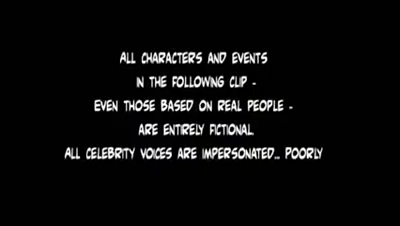 ALL CHARACTERS AND EVENTS
IN THE FOLLOWING CLIP -
EVEN THOSE BASED ON REAL PEOPLE -
ARE ENTIRELY FICTIONAL.
ALL CELEBRITY VOICES ARE IMPERSONATED... POORLY